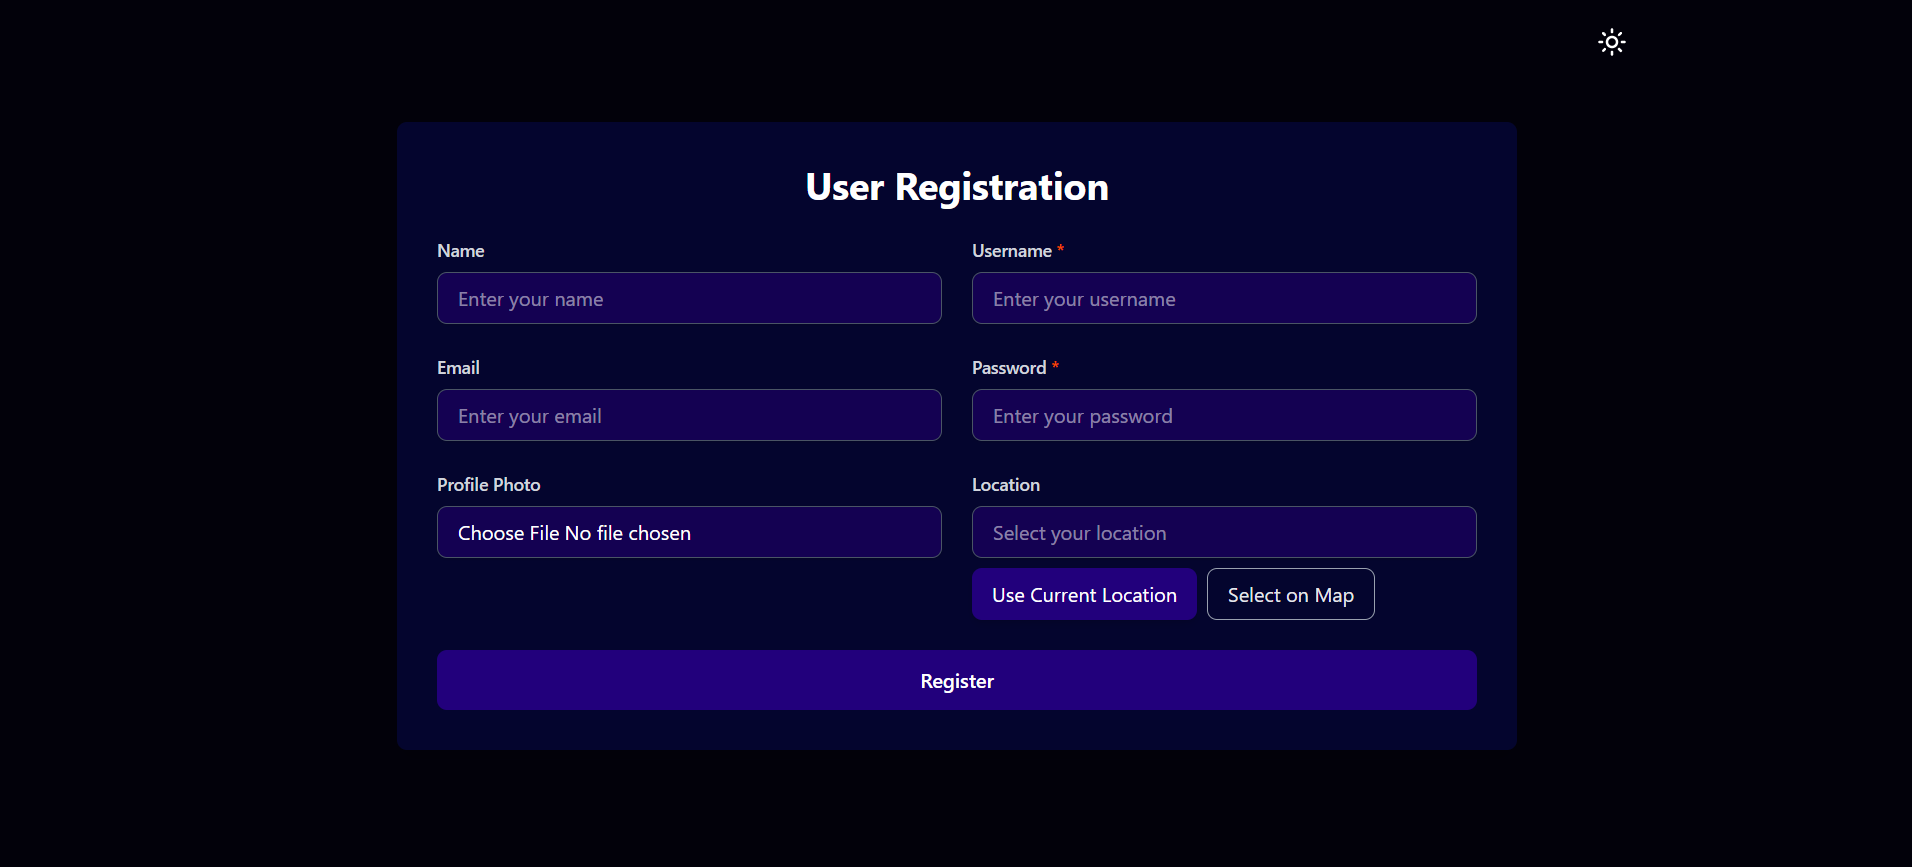 User Registration
Name
Username *
Enter your name
Enter your username
Email
Password *
Enter your email
Enter your password
Profile Photo
Location
Choose File No file chosen
Select your location
Use Current Location
Select on Map
Register